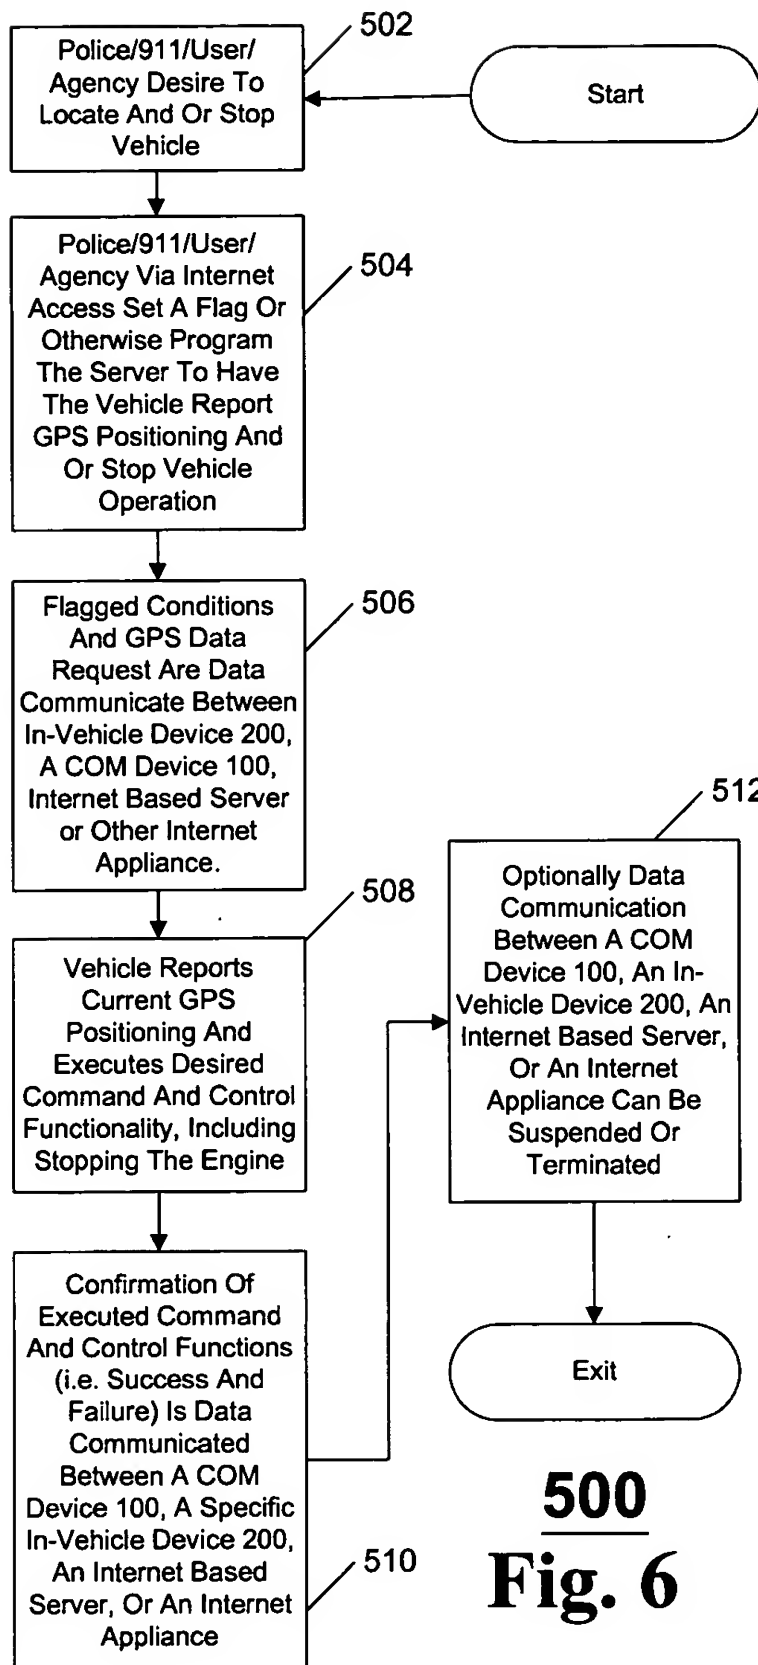 502
Police/911/User/
Agency Desire To
Locate And Or Stop
Vehicle
Start
504
Police/911/User/
Agency Via Internet
Access Set A Flag Or
Otherwise Program
The Server To Have
The Vehicle Report
GPS Positioning And
Or Stop Vehicle
Operation
506
Flagged Conditions
And GPS Data
Request Are Data
Communicate Between
In-Vehicle Device 200,
A COM Device 100,
Internet Based Server
or Other Internet
Appliance.
508
Vehicle Reports
Current GPS
Positioning And
Executes Desired
Command And Control
Functionality, Including
Stopping The Engine
510
Confirmation Of
Executed Command
And Control Functions
(i.e. Success And
Failure) Is Data
Communicated
Between A COM
Device 100, A Specific
In-Vehicle Device 200,
An Internet Based
Server, Or An Internet
Appliance
512
Optionally Data
Communication
Between A COM
Device 100, An In-
Vehicle Device 200, An
Internet Based Server,
Or An Internet
Appliance Can Be
Suspended Or
Terminated
Exit
500
Fig. 6